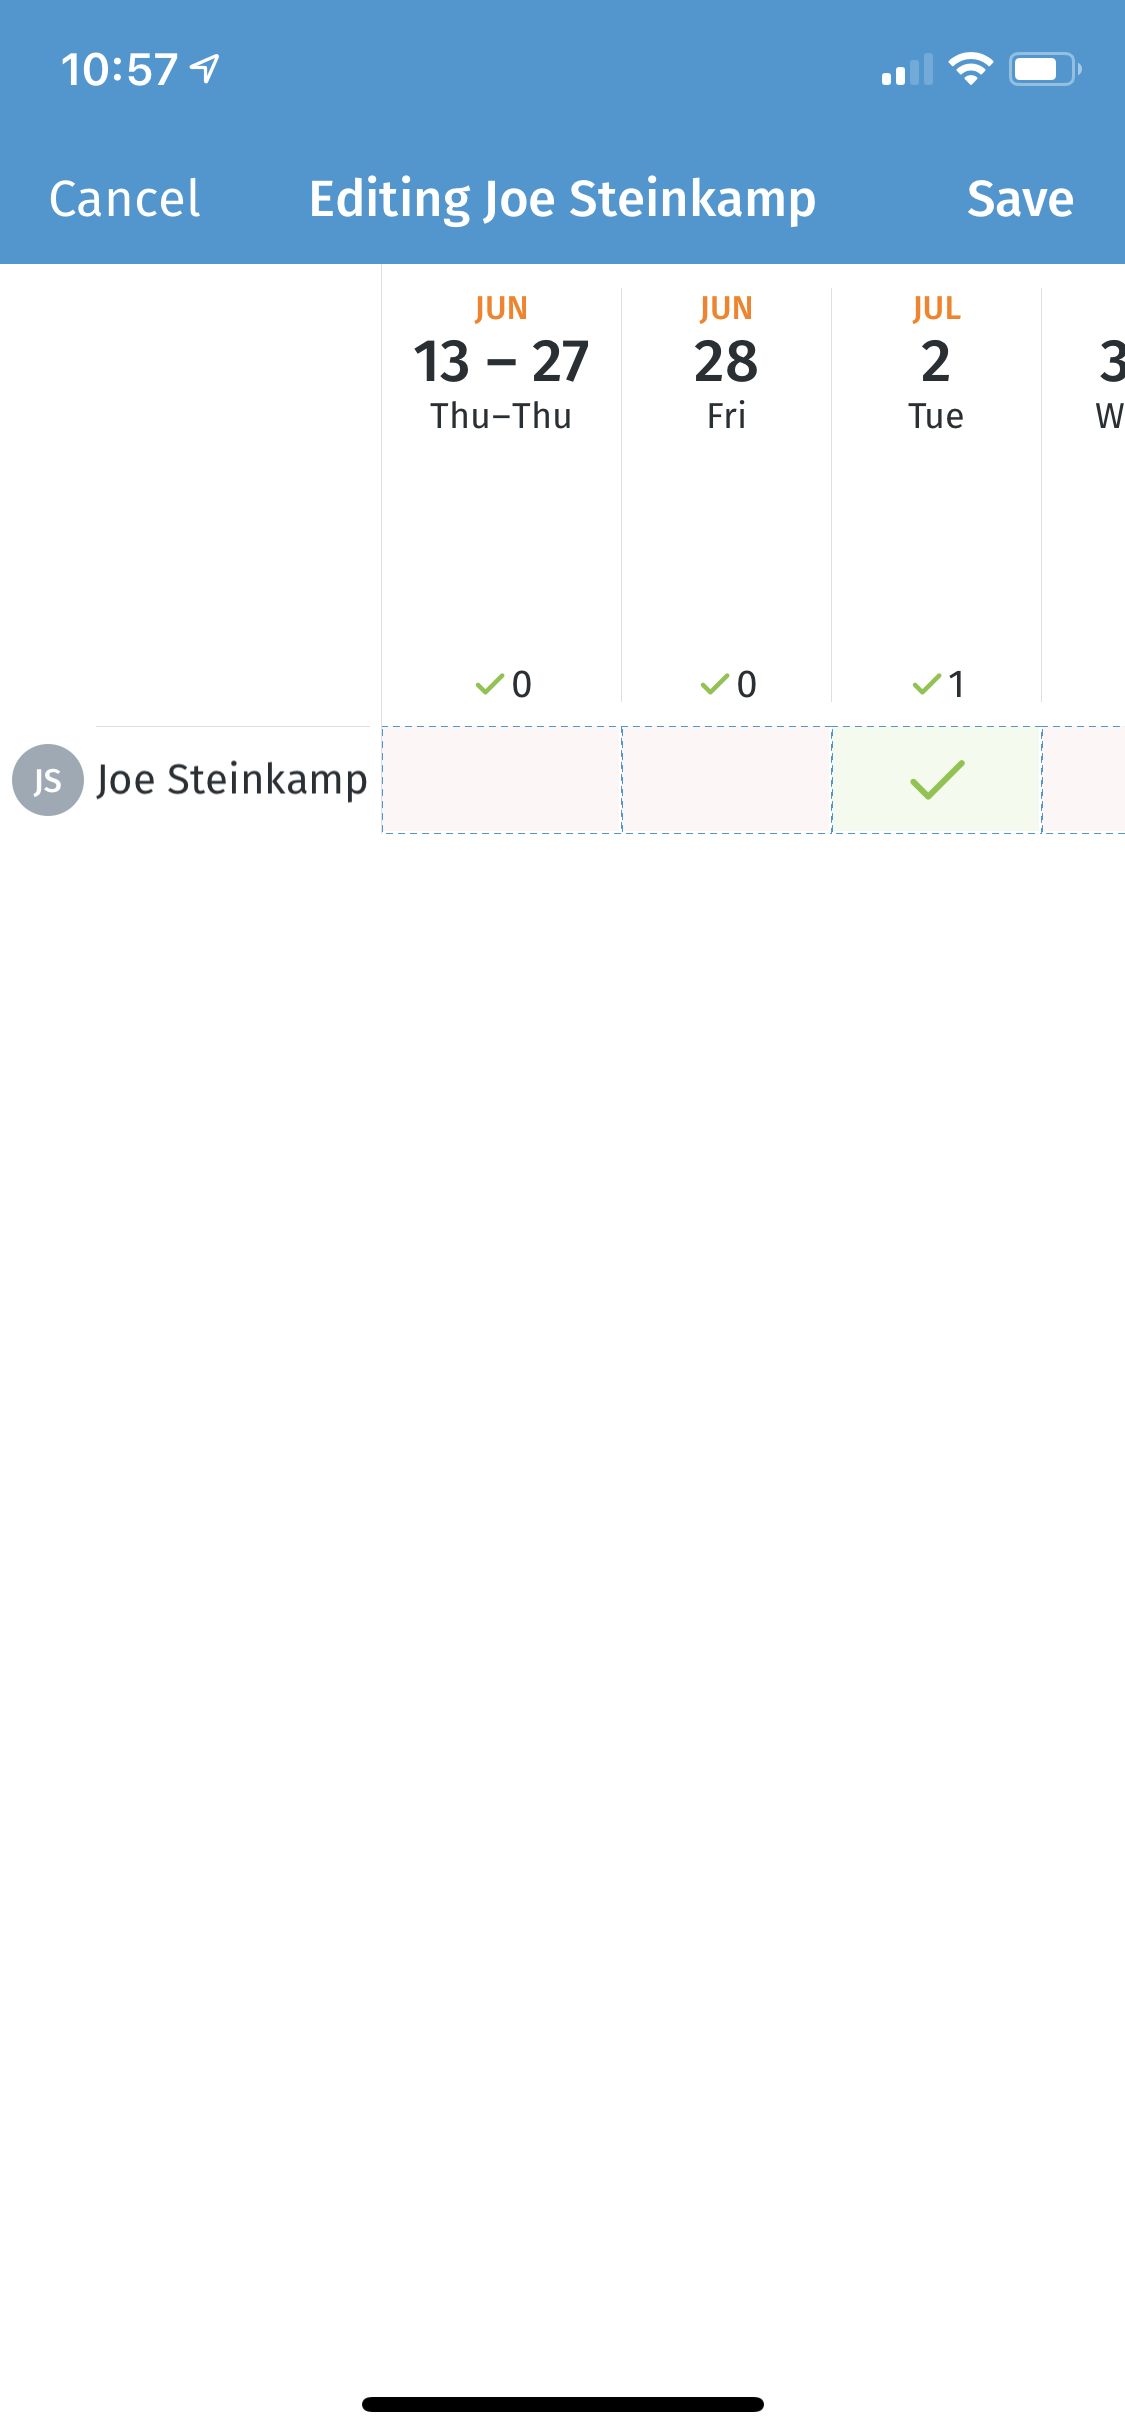 10:57
Cancel Editing Joe Steinkamp Save
JUN JUN JUL
13 – 27 28 2 3
Thu–Thu Fri Tue W
0 0 1
JS Joe Steinkamp